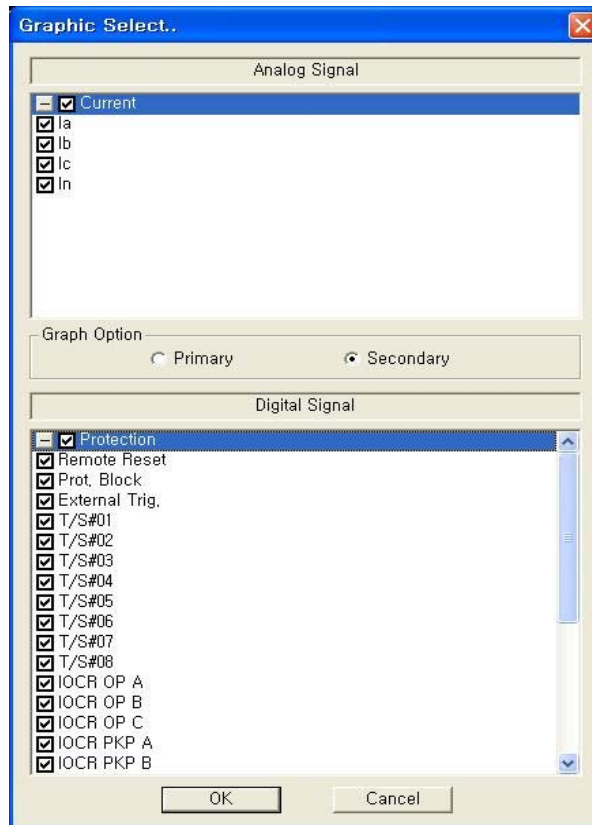 Graphic Select..
Analog Signal
Current
Ia
Ib
Ic
In
Graph Option
Primary Secondary
Digital Signal
Protection
Remote Reset
Prot. Block
External Trig.
T/S#01
T/S#02
T/S#03
T/S#04
T/S#05
T/S#06
T/S#07
T/S#08
IOCR OP A
IOCR OP B
IOCR OP C
IOCR PKP A
IOCR PKP B
OK Cancel